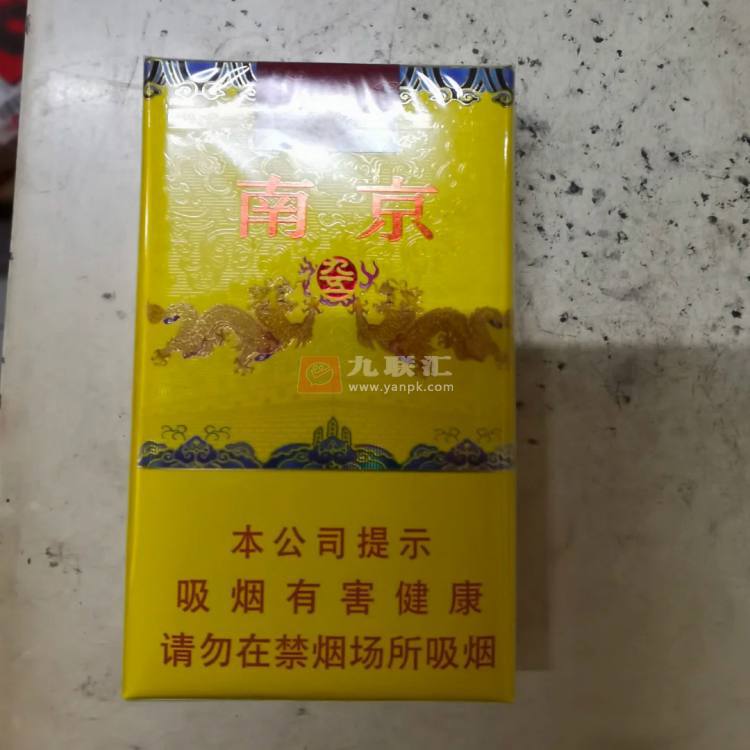 南京
九联汇
www.yanpk.com
本公司提示
吸烟有害健康
请勿在禁烟场所吸烟